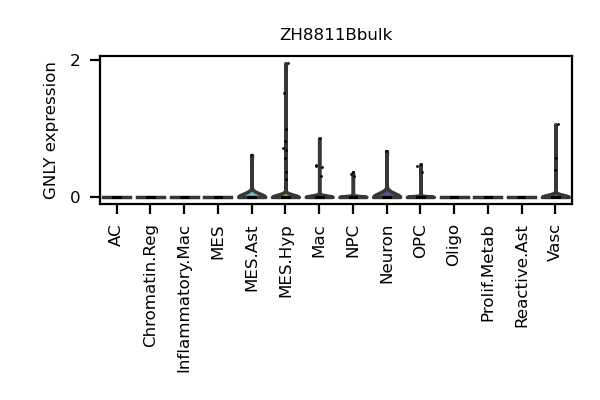 ZH8811Bbulk
GNLY expression
2
0
AC
Chromatin.Reg
Inflammatory.Mac
MES
MES.Ast
MES.Hyp
Mac
NPC
Neuron
OPC
Oligo
Prolif.Metab
Reactive.Ast
Vasc